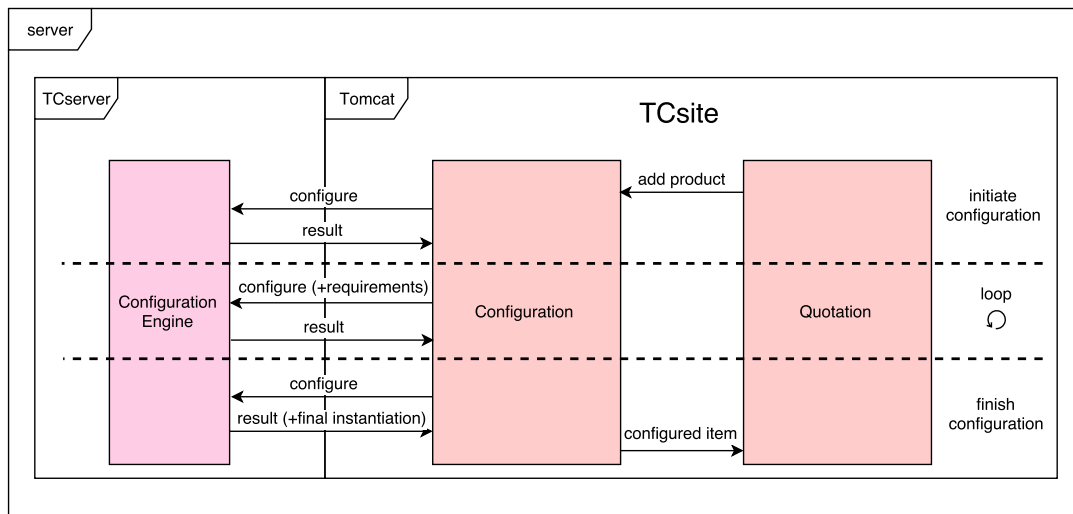 server
TCserver
Tomcat
TCsite
add product
configure
initiate
configuration
result
configure (+requirements)
loop
Configuration
Engine
Configuration
Quotation
result
configure
result (+final instantiation)
finish
configuration
configured item